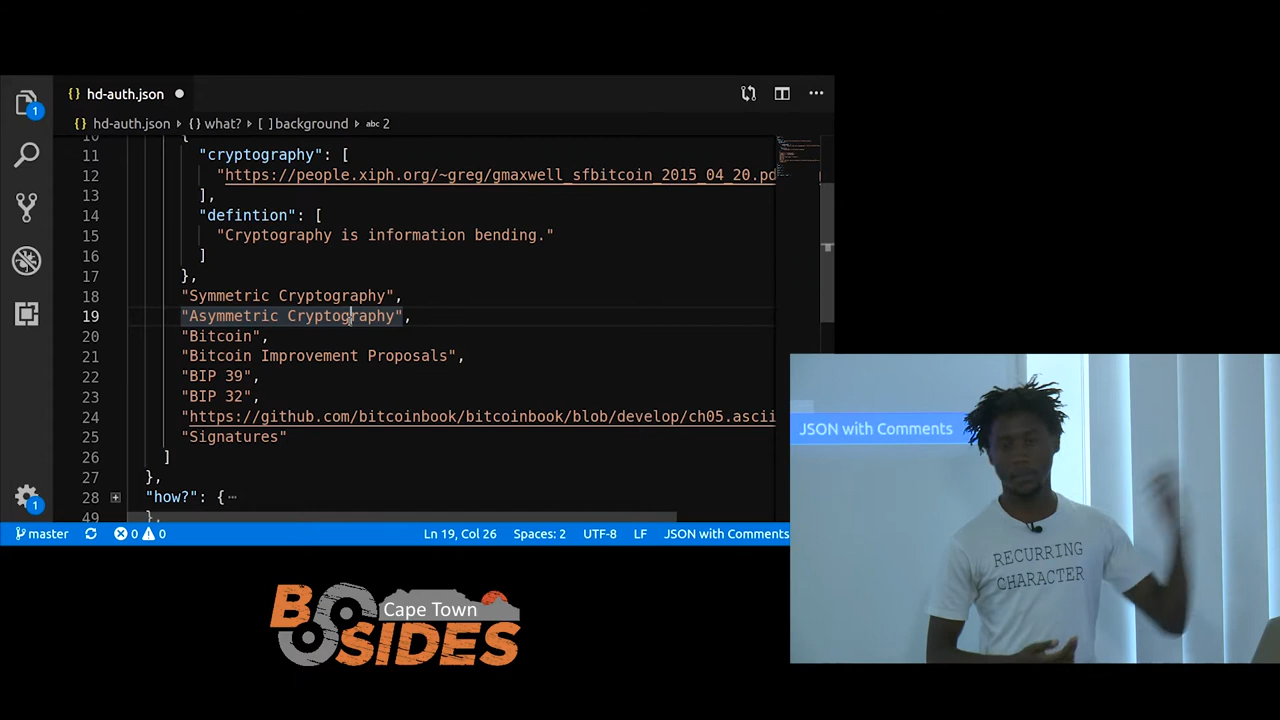 hd-auth.json
1
hd-auth.json > {} what? > [ ] background > abc 2
10 {
11 "cryptography": [
12 "https://people.xiph.org/~greg/gmaxwell_sfbitcoin_2015_04_20.pd
13 ],
14 "defintion": [
15 "Cryptography is information bending."
16 ]
17 },
18 "Symmetric Cryptography",
19 "Asymmetric Cryptography",
20 "Bitcoin",
21 "Bitcoin Improvement Proposals",
22 "BIP 39",
23 "BIP 32",
24 "https://github.com/bitcoinbook/bitcoinbook/blob/develop/ch05.ascii
25 "Signatures"
26 ]
27 },
28 "how?": {
49 },
1
master 0 0 Ln 19, Col 26 Spaces: 2 UTF-8 LF JSON with Comments
JSON with Comments
RECURRING
CHARACTER
B
Cape Town
SIDES